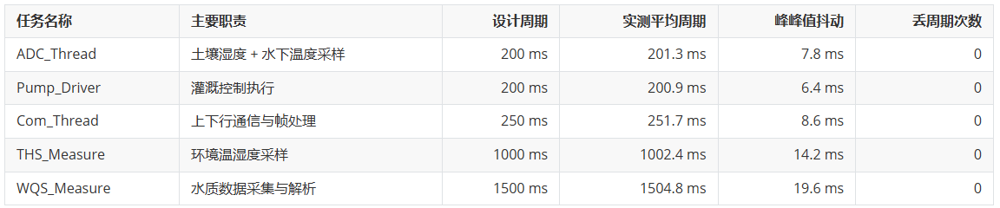 任务名称 主要职责 设计周期 实测平均周期 峰峰值抖动 丢周期次数
ADC_Thread 土壤湿度 + 水下温度采样 200 ms 201.3 ms 7.8 ms 0
Pump_Driver 灌溉控制执行 200 ms 200.9 ms 6.4 ms 0
Com_Thread 上下行通信与帧处理 250 ms 251.7 ms 8.6 ms 0
THS_Measure 环境温湿度采样 1000 ms 1002.4 ms 14.2 ms 0
WQS_Measure 水质数据采集与解析 1500 ms 1504.8 ms 19.6 ms 0